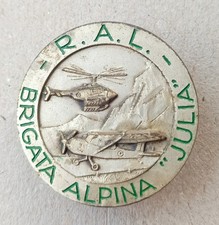 - R.A.L. -
BRIGATA ALPINA "JULIA"